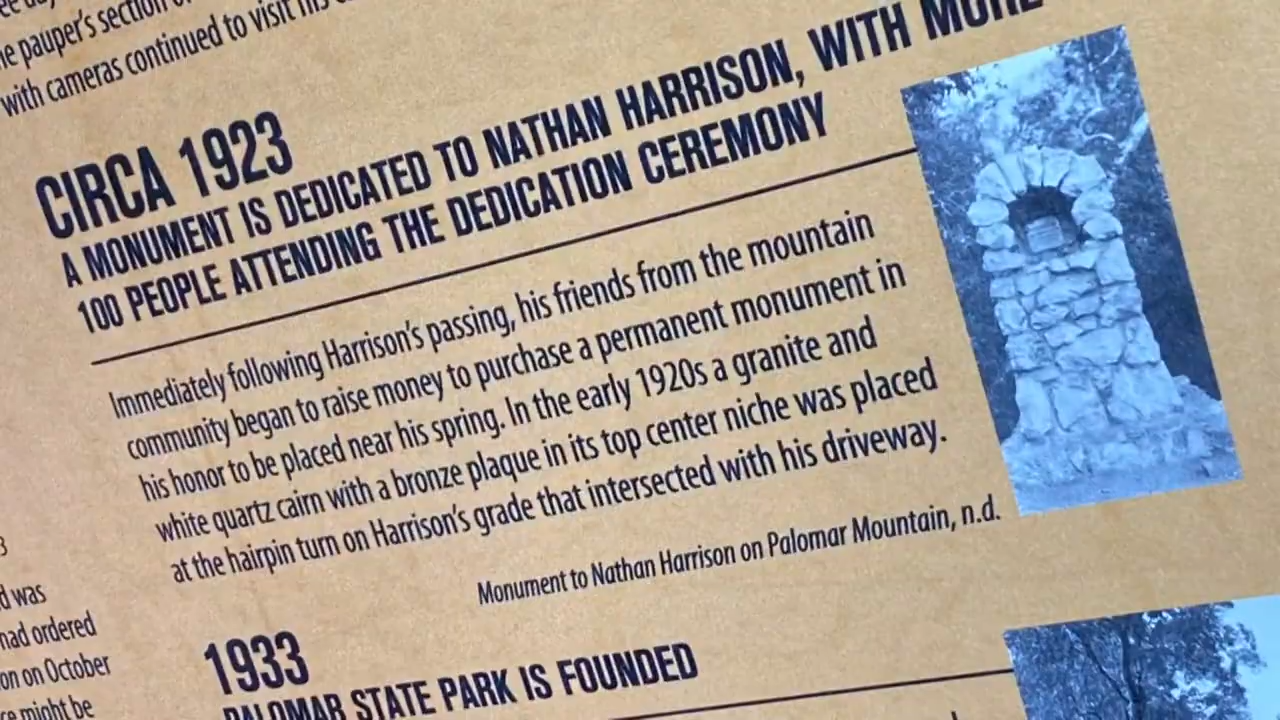 he pauper's section
with cameras continued to visit his
CIRCA 1923
A MONUMENT IS DEDICATED TO NATHAN HARRISON, WITH MORE
100 PEOPLE ATTENDING THE DEDICATION CEREMONY
Immediately following Harrison's passing, his friends from the mountain
community began to raise money to purchase a permanent monument in
his honor to be placed near his spring. In the early 1920s a granite and
white quartz cairn with a bronze plaque in its top center niche was placed
at the hairpin turn on Harrison's grade that intersected with his driveway.
Monument to Nathan Harrison on Palomar Mountain, n.d.
3
d was
had ordered
on on October
might be
1933
PALOMAR STATE PARK IS FOUNDED